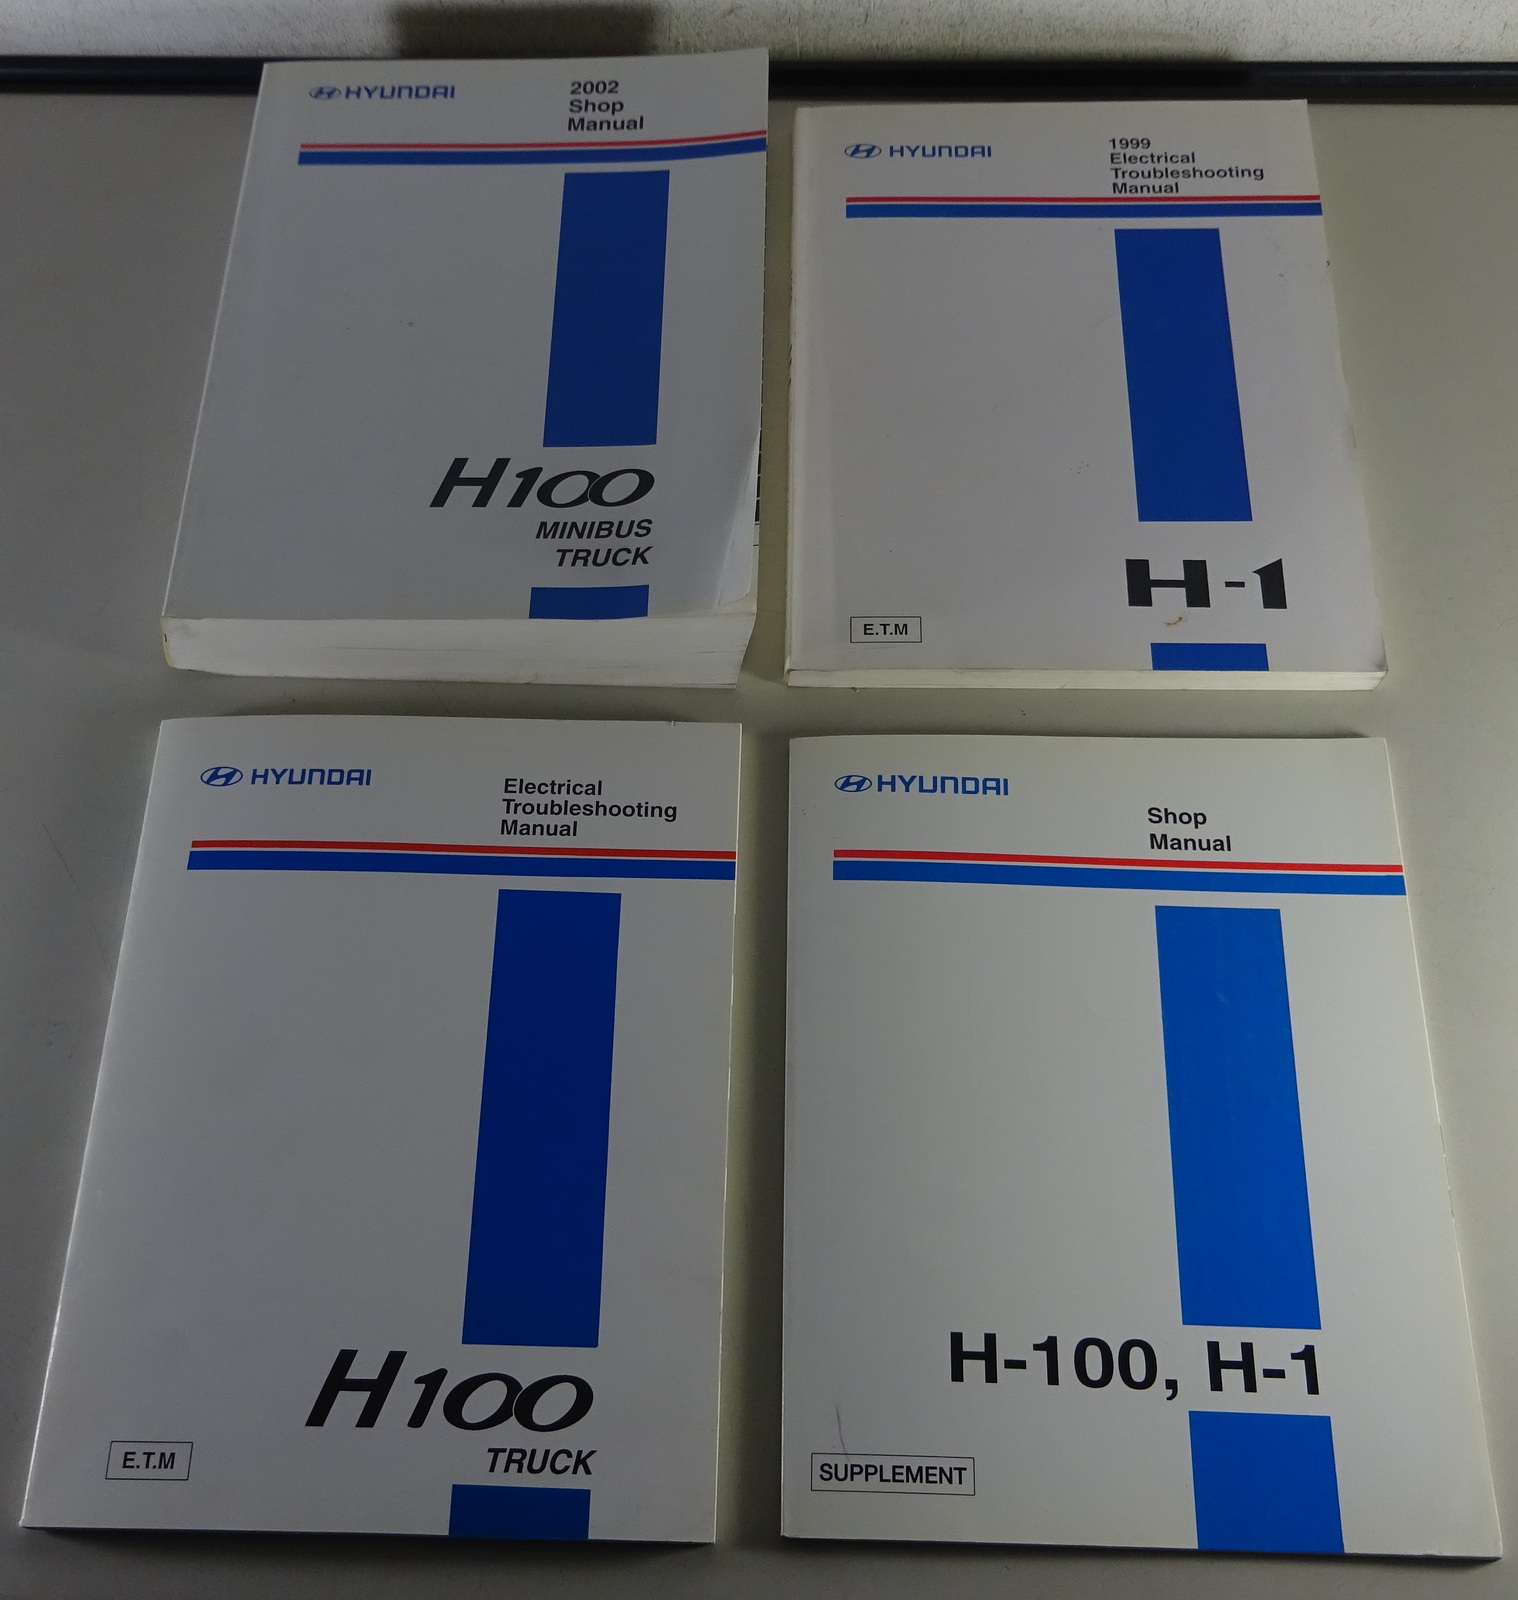 HYUNDAI
2002
Shop
Manual
H100
MINIBUS
TRUCK
HYUNDAI
1999
Electrical
Troubleshooting
Manual
H-1
E.T.M
HYUNDAI
Electrical
Troubleshooting
Manual
H100
TRUCK
E.T.M
HYUNDAI
Shop
Manual
H-100, H-1
SUPPLEMENT